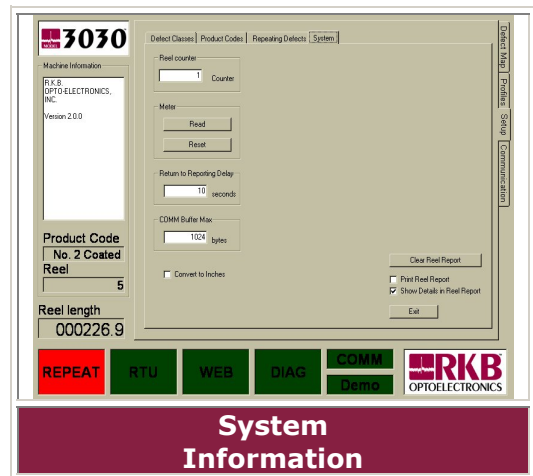 MODEL 3030
Machine Information
R.K.B.
OPTO-ELECTRONICS,
INC.
Version 2.0.0
Product Code
No. 2 Coated
Reel
5
Reel length
000226.9
Defect Classes Product Codes Repeating Defects System
Reel counter
1 Counter
Meter
Read
Reset
Return to Reporting Delay
10 seconds
COMM Buffer Max
1024 bytes
Convert to Inches
Clear Reel Report
Print Reel Report
Show Details in Reel Report
Exit
Defect Map
Profiles
Setup
Communication
REPEAT RTU WEB DIAG COMM
Demo
RKB
OPTOELECTRONICS
System
Information